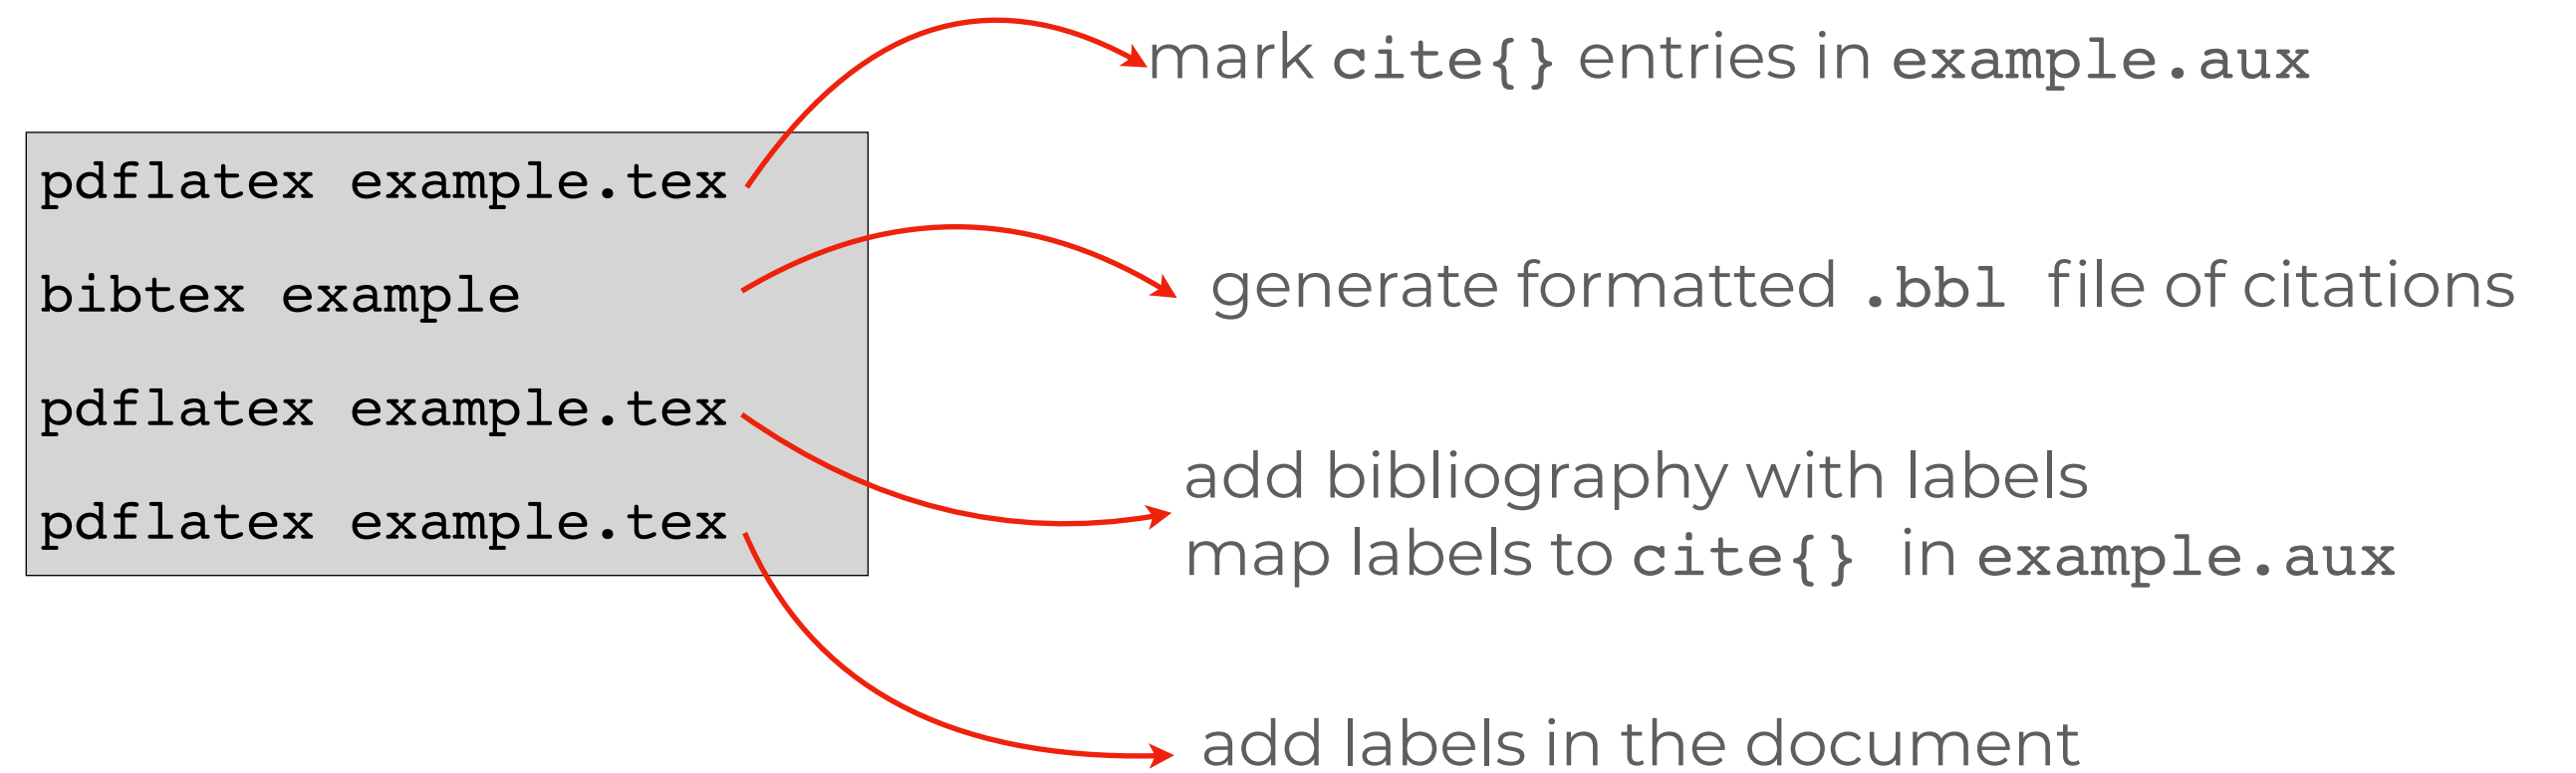 mark cite{} entries in example.aux
pdflatex example.tex
bibtex example
generate formatted .bbl file of citations
pdflatex example.tex
add bibliography with labels
map labels to cite{} in example.aux
pdflatex example.tex
add labels in the document